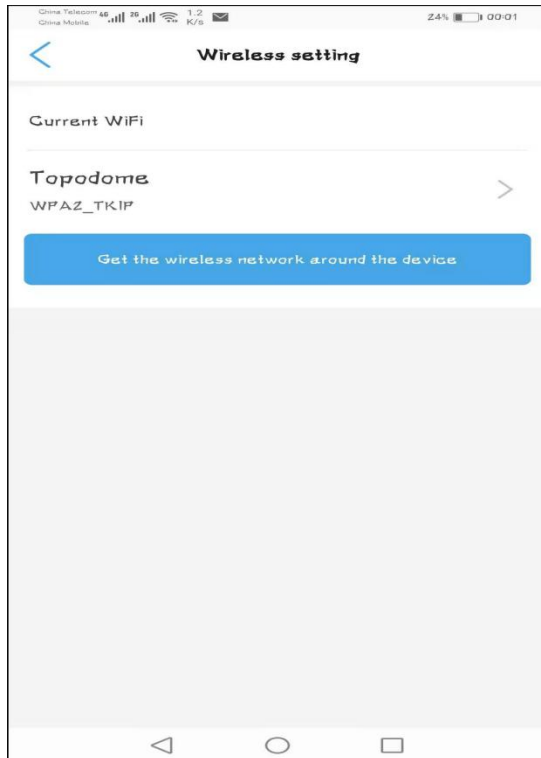 China Telecom 4G 2G 1.2 24% 00:01
China Mobile K/s
Wireless setting
Current WiFi
Topodome
WPA2_TKIP
Get the wireless network around the device